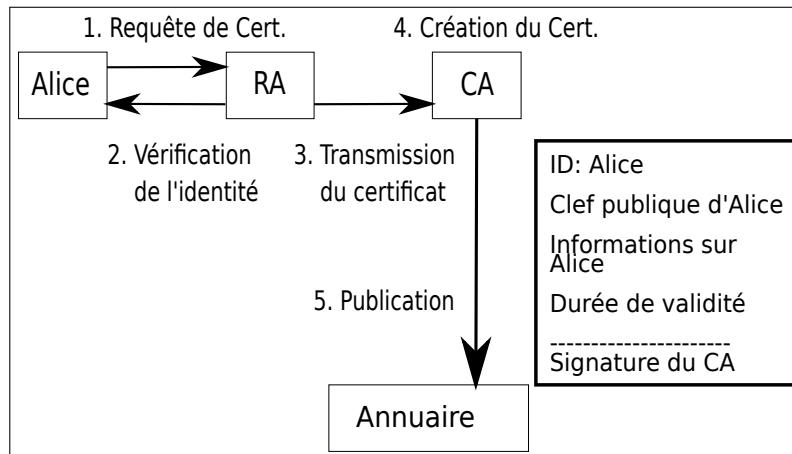 1. Requête de Cert.
4. Création du Cert.
Alice
RA
CA
2. Vérification
de l'identité
3. Transmission
du certificat
ID: Alice
Clef publique d'Alice
Informations sur
Alice
Durée de validité
----------------------
Signature du CA
5. Publication
Annuaire